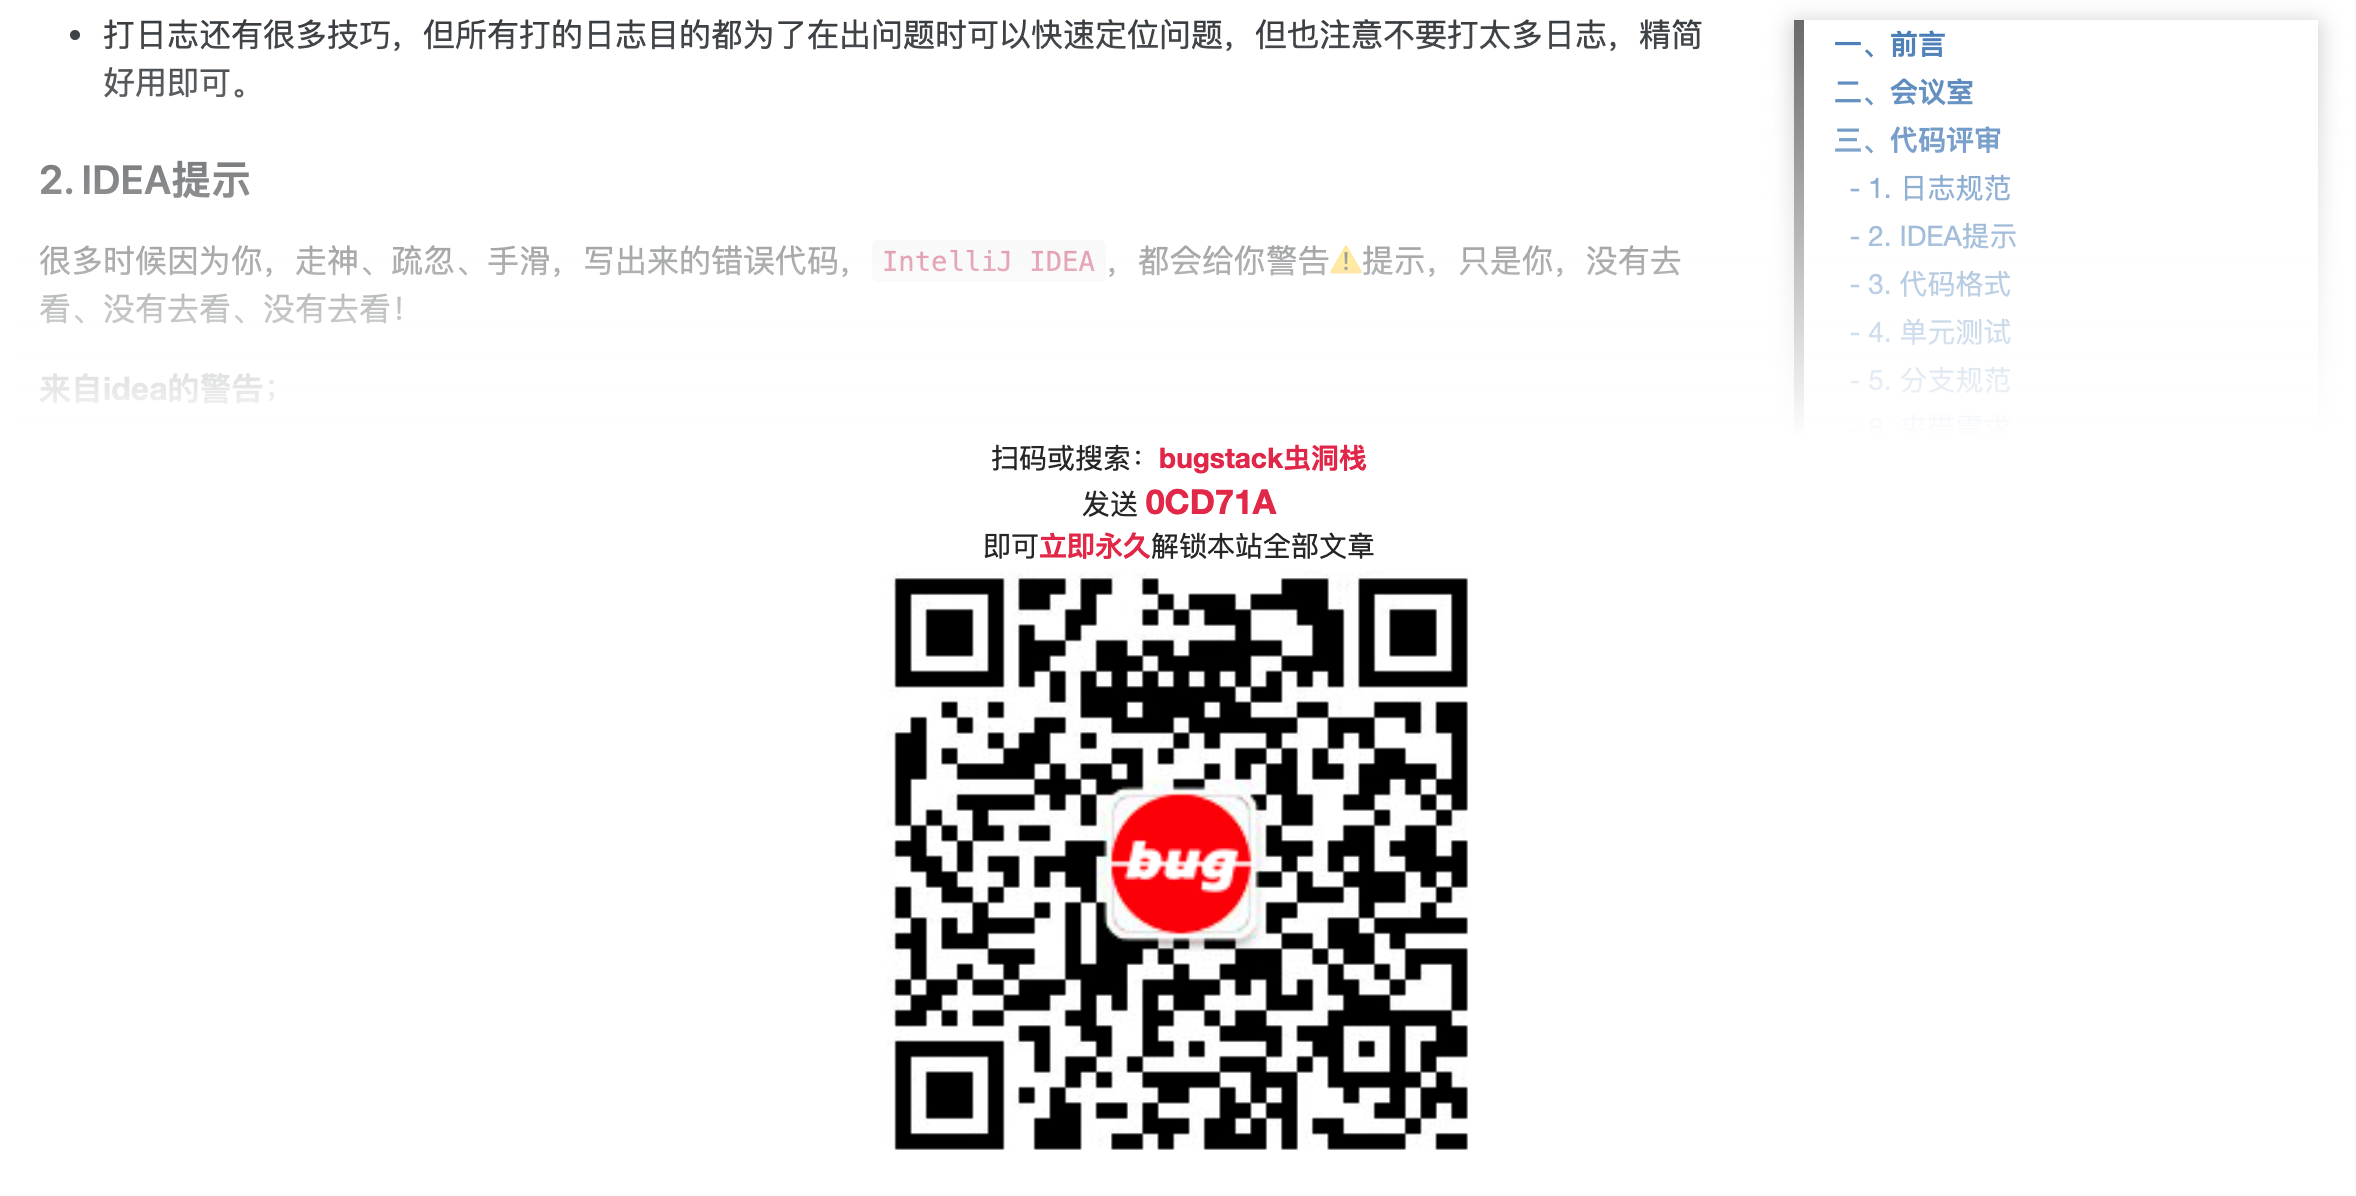 • 打日志还有很多技巧，但所有打的日志目的都为了在出问题时可以快速定位问题，但也注意不要打太多日志，精简
好用即可。
2. IDEA提示
很多时候因为你，走神、疏忽、手滑，写出来的错误代码， IntelliJ IDEA ，都会给你警告⚠️提示，只是你，没有去
看、没有去看、没有去看！
来自idea的警告；
一、前言
二、会议室
三、代码评审
- 1. 日志规范
- 2. IDEA提示
- 3. 代码格式
- 4. 单元测试
- 5. 分支规范
扫码或搜索：bugstack虫洞栈
发送 0CD71A
即可立即永久解锁本站全部文章
bug